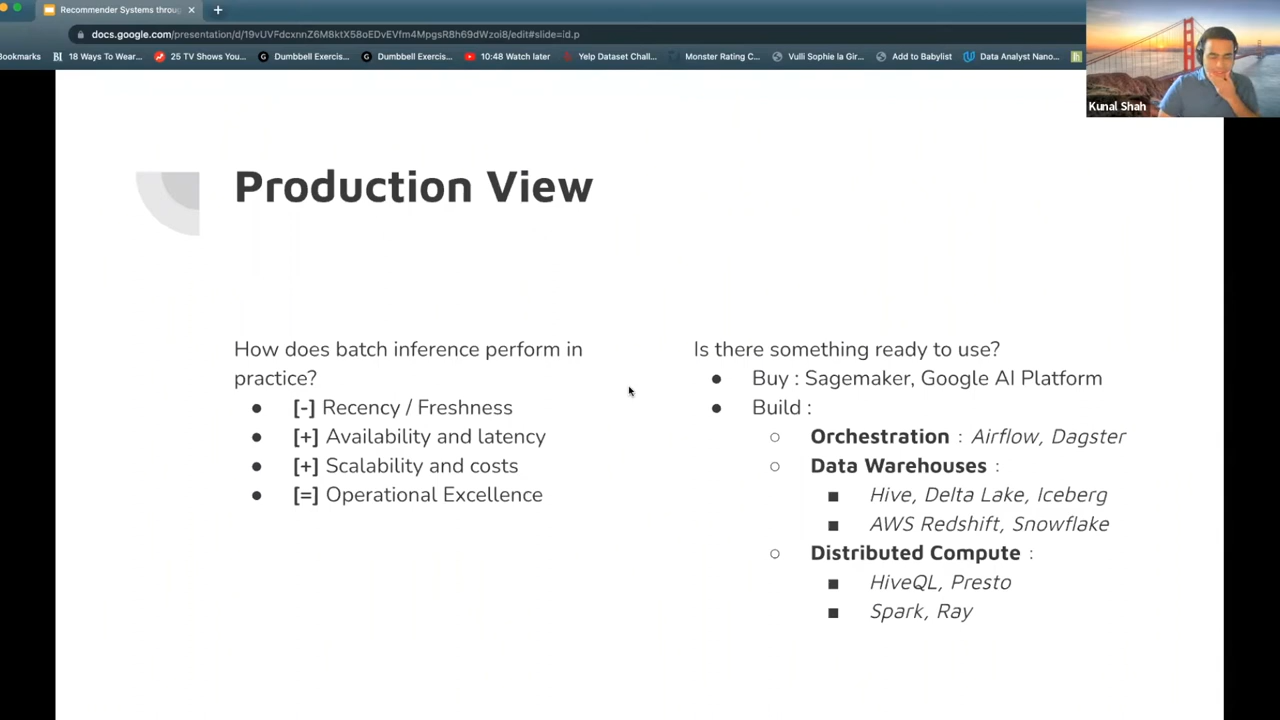 Recommender Systems throu
docs.google.com/presentation/d/19vUVFdcxnnZ6M8ktX58oEDvEVfm4MpgsR8h69dWzoi8/edit#slide=id.p
Bookmarks BI 18 Ways To Wear... 25 TV Shows You... G Dumbbell Exercis... G Dumbbell Exercis... 10:48 Watch later Yelp Dataset Chall... Monster Rating C... Vulli Sophie la Gir... Add to Babylist Data Analyst Nano...
Kunal Shah
Production View
How does batch inference perform in
practice?
● [-] Recency / Freshness
● [+] Availability and latency
● [+] Scalability and costs
● [=] Operational Excellence
Is there something ready to use?
● Buy : Sagemaker, Google AI Platform
● Build :
○ Orchestration : Airflow, Dagster
○ Data Warehouses :
■ Hive, Delta Lake, Iceberg
■ AWS Redshift, Snowflake
○ Distributed Compute :
■ HiveQL, Presto
■ Spark, Ray